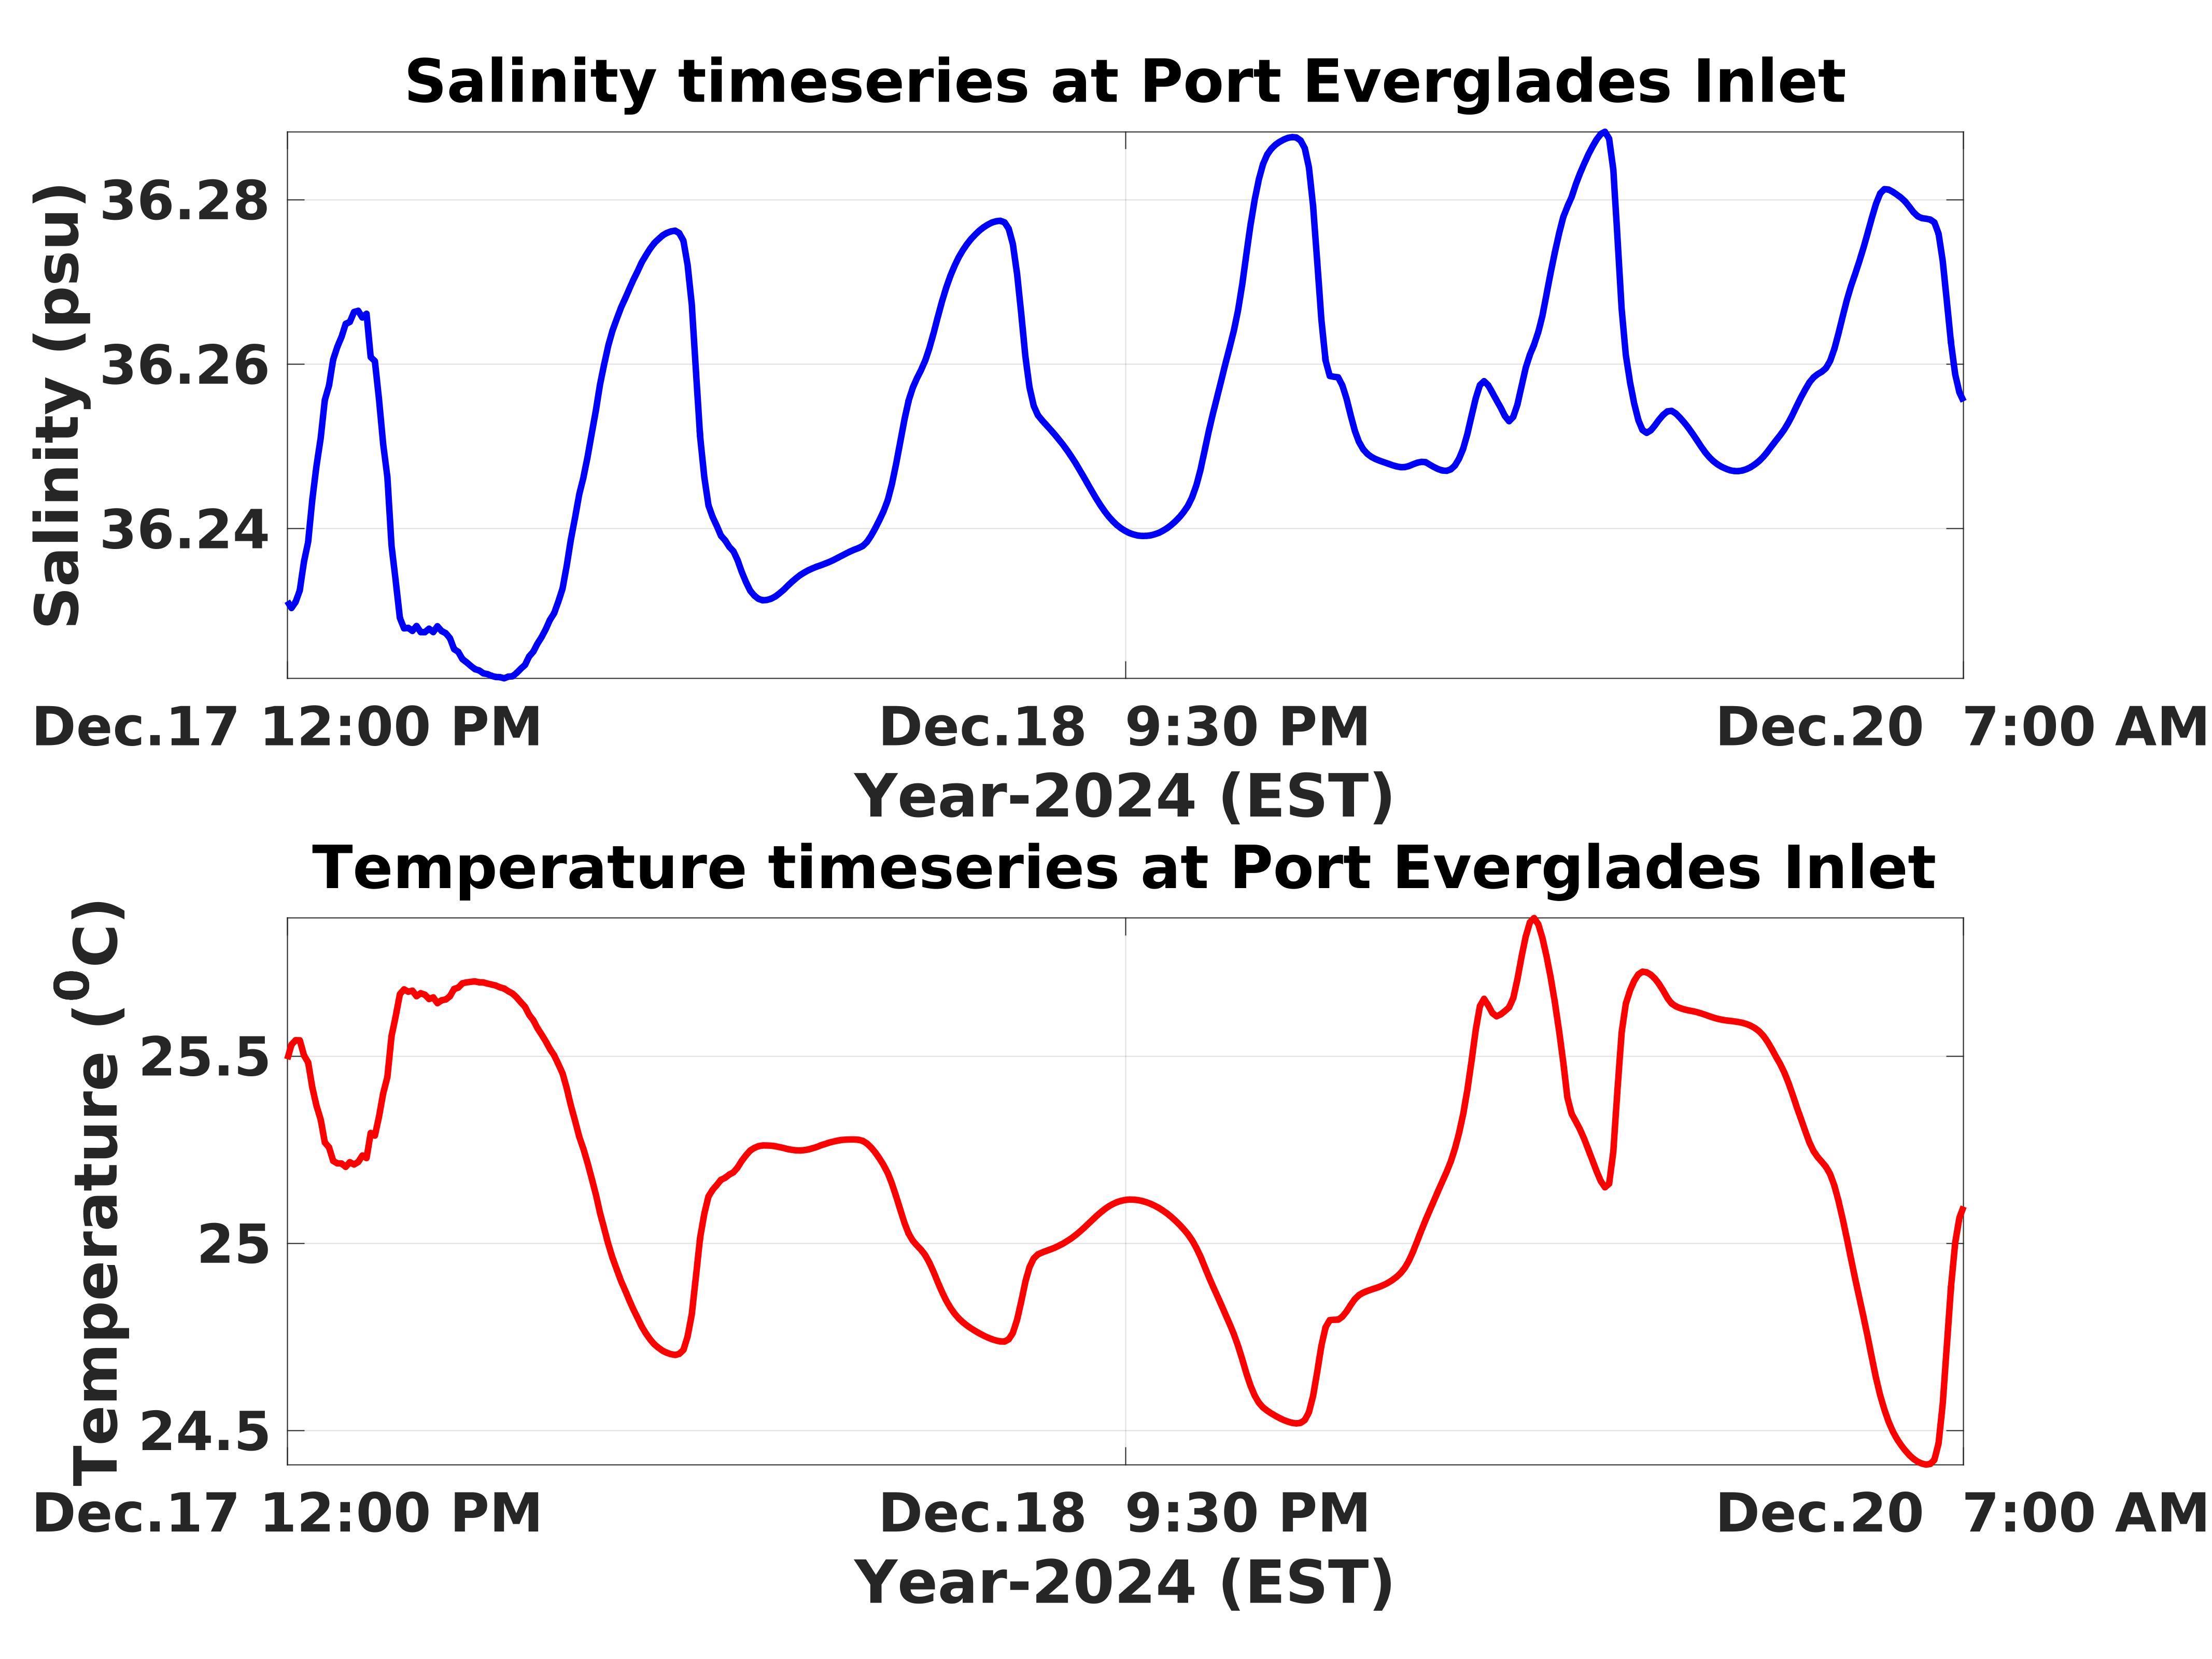 Salinity timeseries at Port Everglades Inlet
Salinity (psu)
36.28
36.26
36.24
Dec.17 12:00 PM Dec.18 9:30 PM Dec.20 7:00 AM
Year-2024 (EST)
Temperature timeseries at Port Everglades Inlet
Temperature (⁰C)
25.5
25
24.5
Dec.17 12:00 PM Dec.18 9:30 PM Dec.20 7:00 AM
Year-2024 (EST)